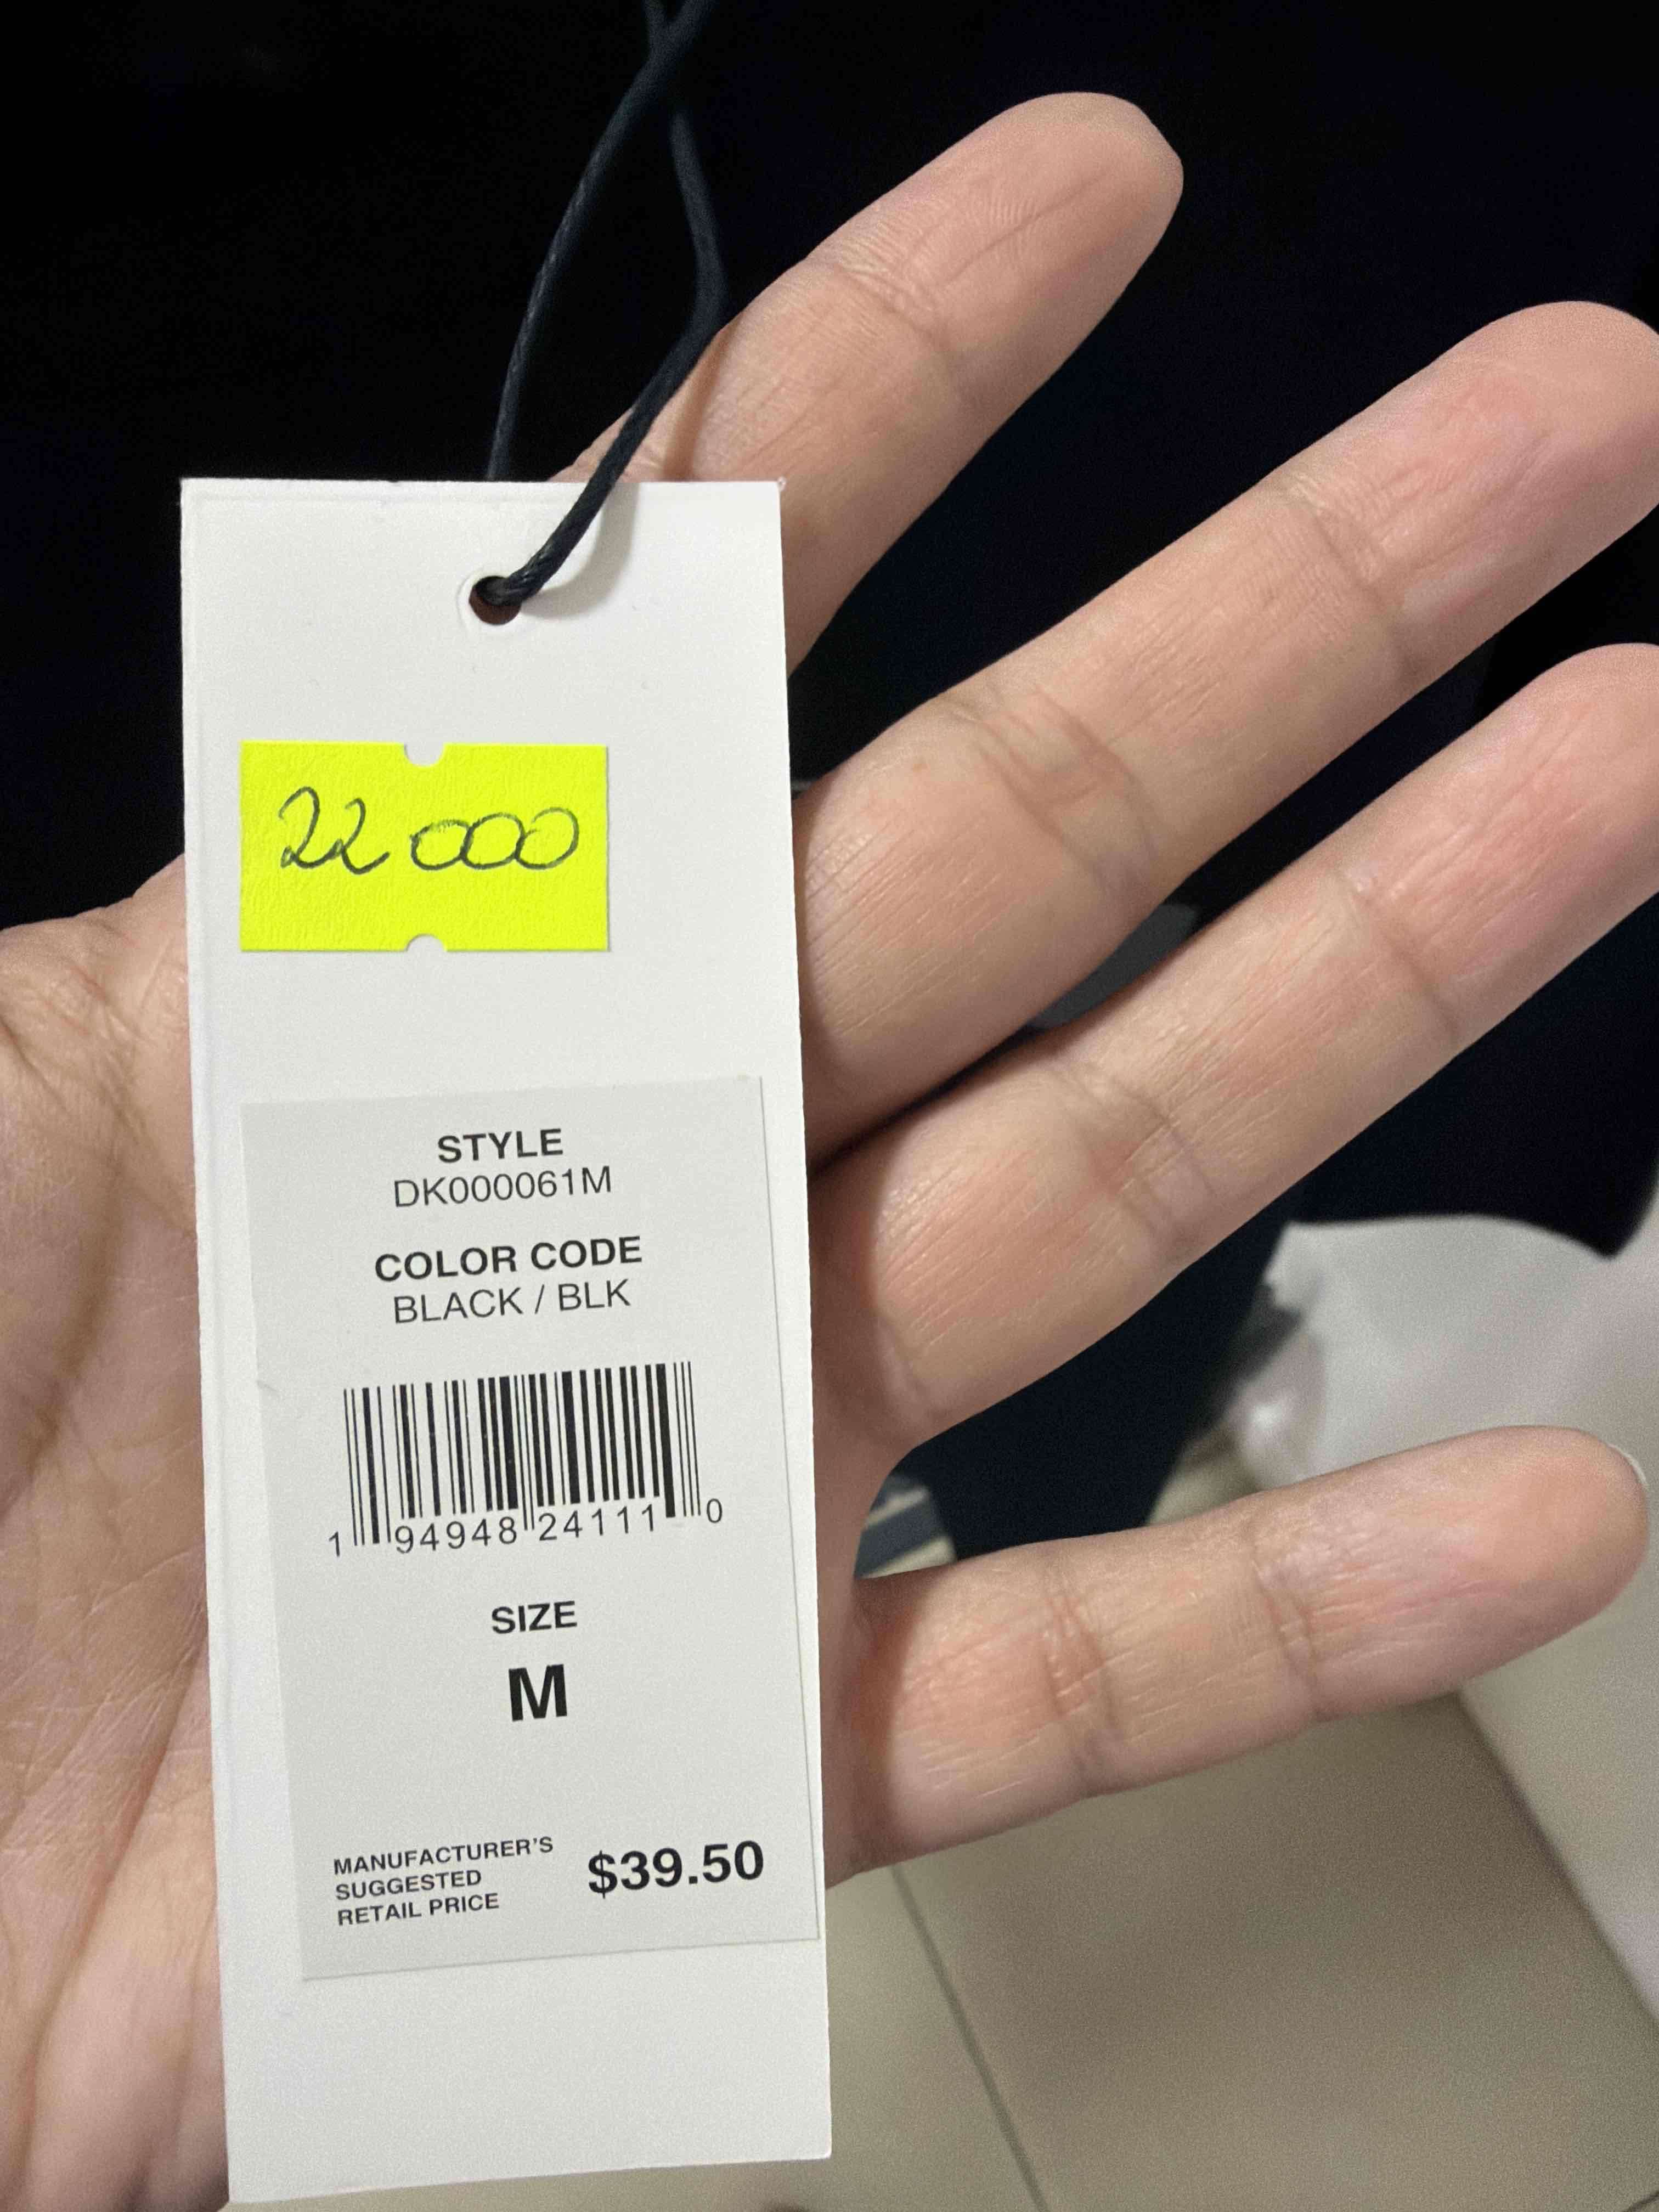 22 000
STYLE
DK000061M
COLOR CODE
BLACK / BLK
1 94948 24111 0
SIZE
M
MANUFACTURER'S
SUGGESTED
RETAIL PRICE
$39.50